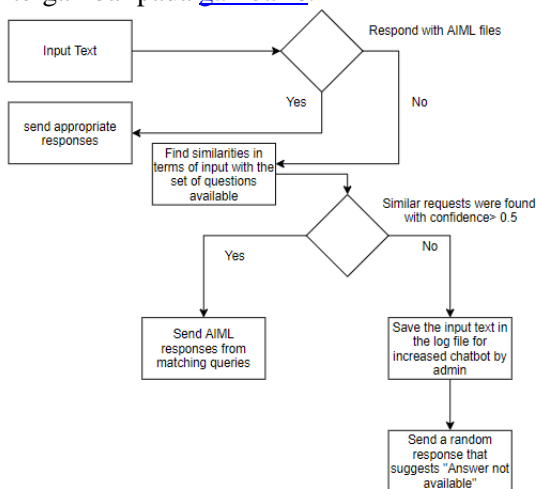 pada
Respond with AIML files
Input Text
Yes
No
send appropriate
responses
Find similarities in
terms of input with the
set of questions
available
Similar requests were found
with confidence> 0.5
Yes
No
Send AIML
responses from
matching queries
Save the input text in
the log file for
increased chatbot by
admin
Send a random
response that
suggests "Answer not
available"